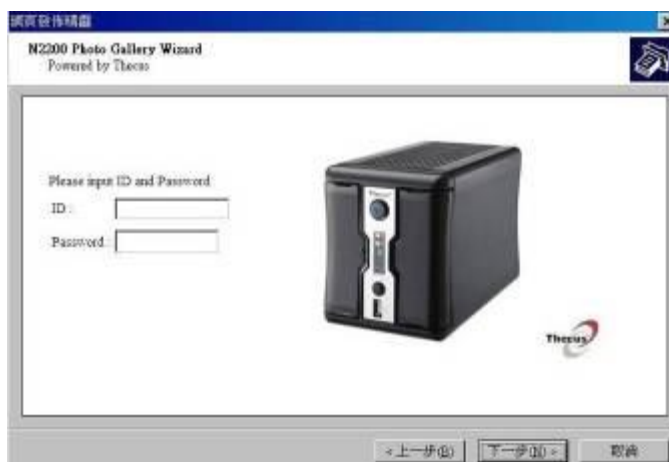 網頁發佈精靈
N2200 Photo Gallery Wizard
Powered by Thecus
Please input ID and Password
ID :
Password :
Thecus
< 上一步(B)
下一步(N) >
取消